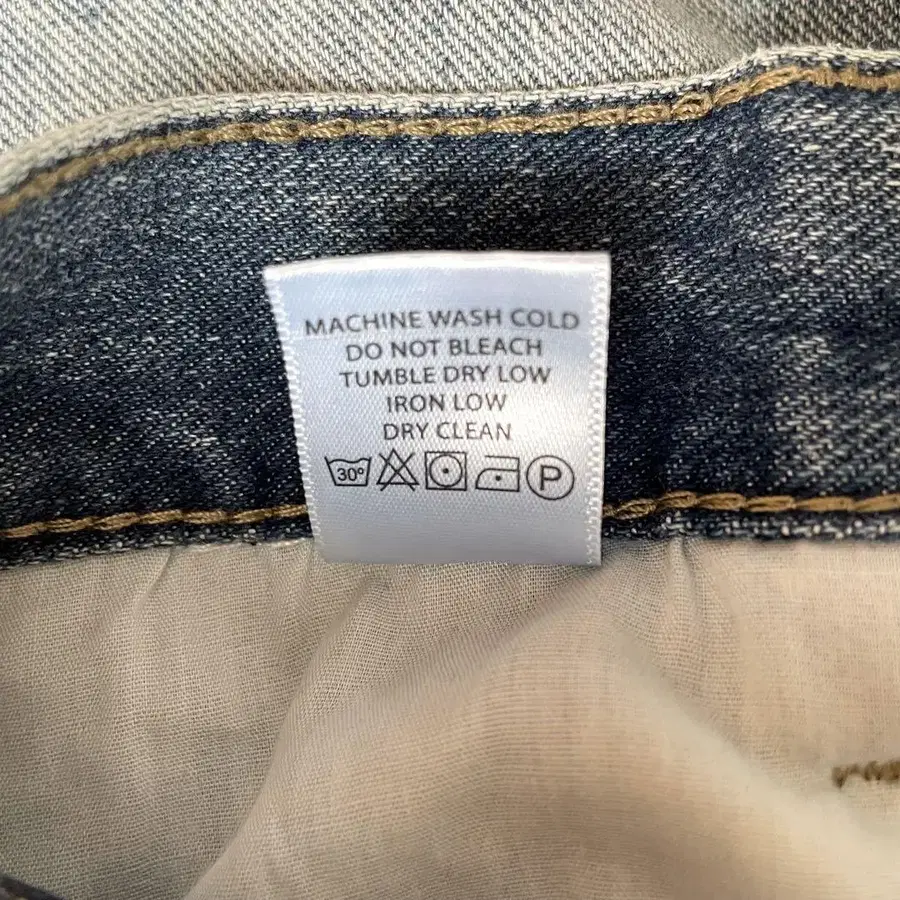 MACHINE WASH COLD
DO NOT BLEACH
TUMBLE DRY LOW
IRON LOW
DRY CLEAN
30° P